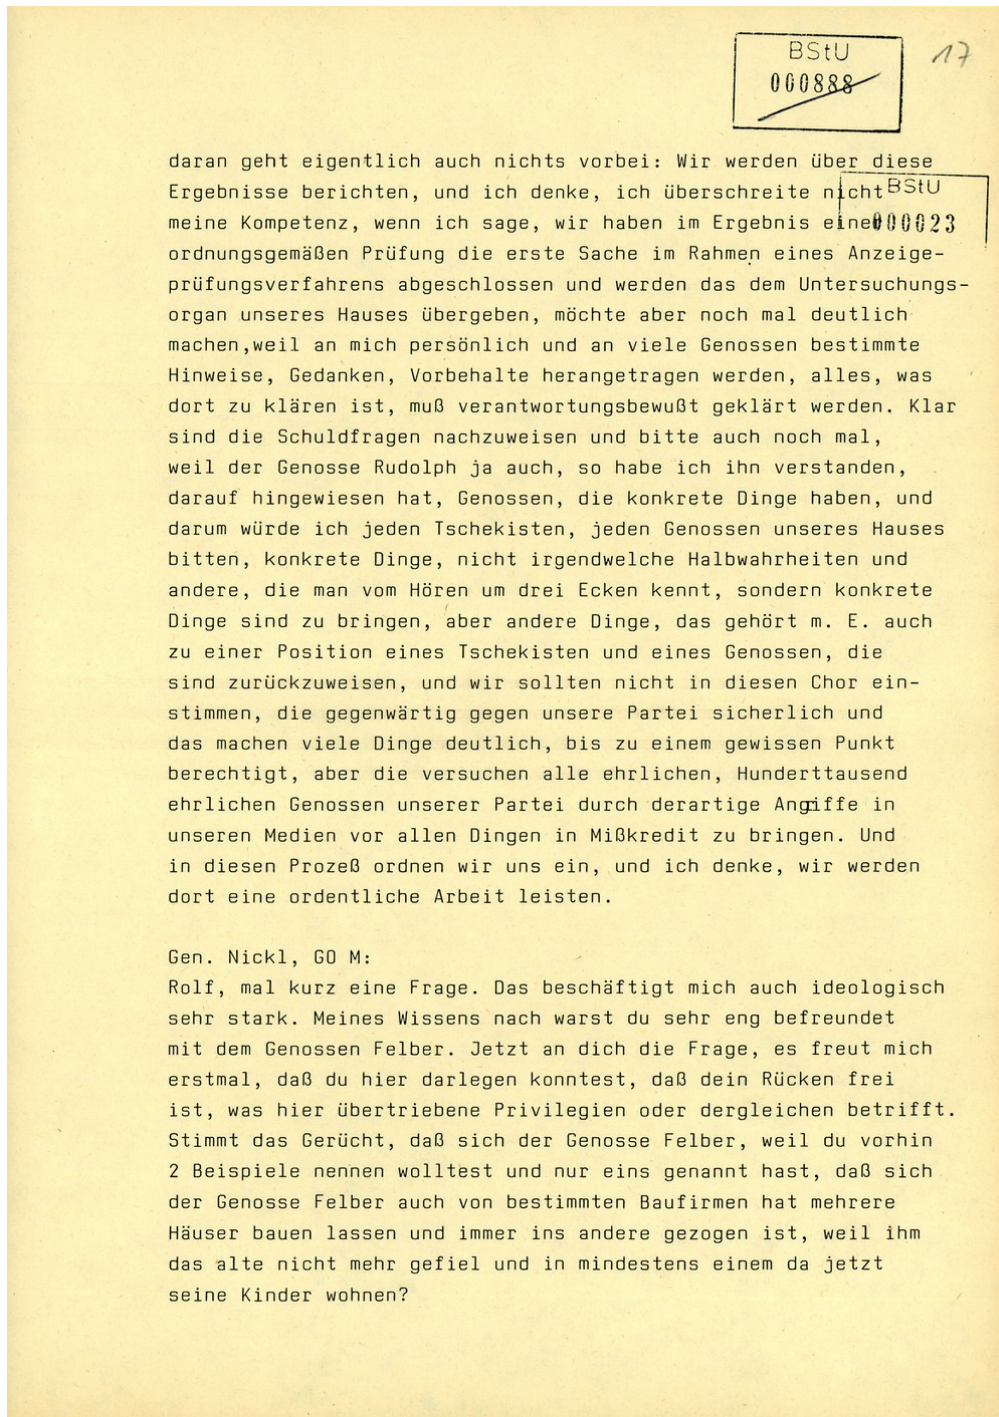 BStU
000888
17
daran geht eigentlich auch nichts vorbei: Wir werden über diese
Ergebnisse berichten, und ich denke, ich überschreite nicht
BStU
meine Kompetenz, wenn ich sage, wir haben im Ergebnis eine
000023
ordnungsgemäßen Prüfung die erste Sache im Rahmen eines Anzeige-
prüfungsverfahrens abgeschlossen und werden das dem Untersuchungs-
organ unseres Hauses übergeben, möchte aber noch mal deutlich
machen,weil an mich persönlich und an viele Genossen bestimmte
Hinweise, Gedanken, Vorbehalte herangetragen werden, alles, was
dort zu klären ist, muß verantwortungsbewußt geklärt werden. Klar
sind die Schuldfragen nachzuweisen und bitte auch noch mal,
weil der Genosse Rudolph ja auch, so habe ich ihn verstanden,
darauf hingewiesen hat, Genossen, die konkrete Dinge haben, und
darum würde ich jeden Tschekisten, jeden Genossen unseres Hauses
bitten, konkrete Dinge, nicht irgendwelche Halbwahrheiten und
andere, die man vom Hören um drei Ecken kennt, sondern konkrete
Dinge sind zu bringen, aber andere Dinge, das gehört m. E. auch
zu einer Position eines Tschekisten und eines Genossen, die
sind zurückzuweisen, und wir sollten nicht in diesen Chor ein-
stimmen, die gegenwärtig gegen unsere Partei sicherlich und
das machen viele Dinge deutlich, bis zu einem gewissen Punkt
berechtigt, aber die versuchen alle ehrlichen, Hunderttausend
ehrlichen Genossen unserer Partei durch derartige Angriffe in
unseren Medien vor allen Dingen in Mißkredit zu bringen. Und
in diesen Prozeß ordnen wir uns ein, und ich denke, wir werden
dort eine ordentliche Arbeit leisten.
Gen. Nickl, GO M:
Rolf, mal kurz eine Frage. Das beschäftigt mich auch ideologisch
sehr stark. Meines Wissens nach warst du sehr eng befreundet
mit dem Genossen Felber. Jetzt an dich die Frage, es freut mich
erstmal, daß du hier darlegen konntest, daß dein Rücken frei
ist, was hier übertriebene Privilegien oder dergleichen betrifft.
Stimmt das Gerücht, daß sich der Genosse Felber, weil du vorhin
2 Beispiele nennen wolltest und nur eins genannt hast, daß sich
der Genosse Felber auch von bestimmten Baufirmen hat mehrere
Häuser bauen lassen und immer ins andere gezogen ist, weil ihm
das alte nicht mehr gefiel und in mindestens einem da jetzt
seine Kinder wohnen?